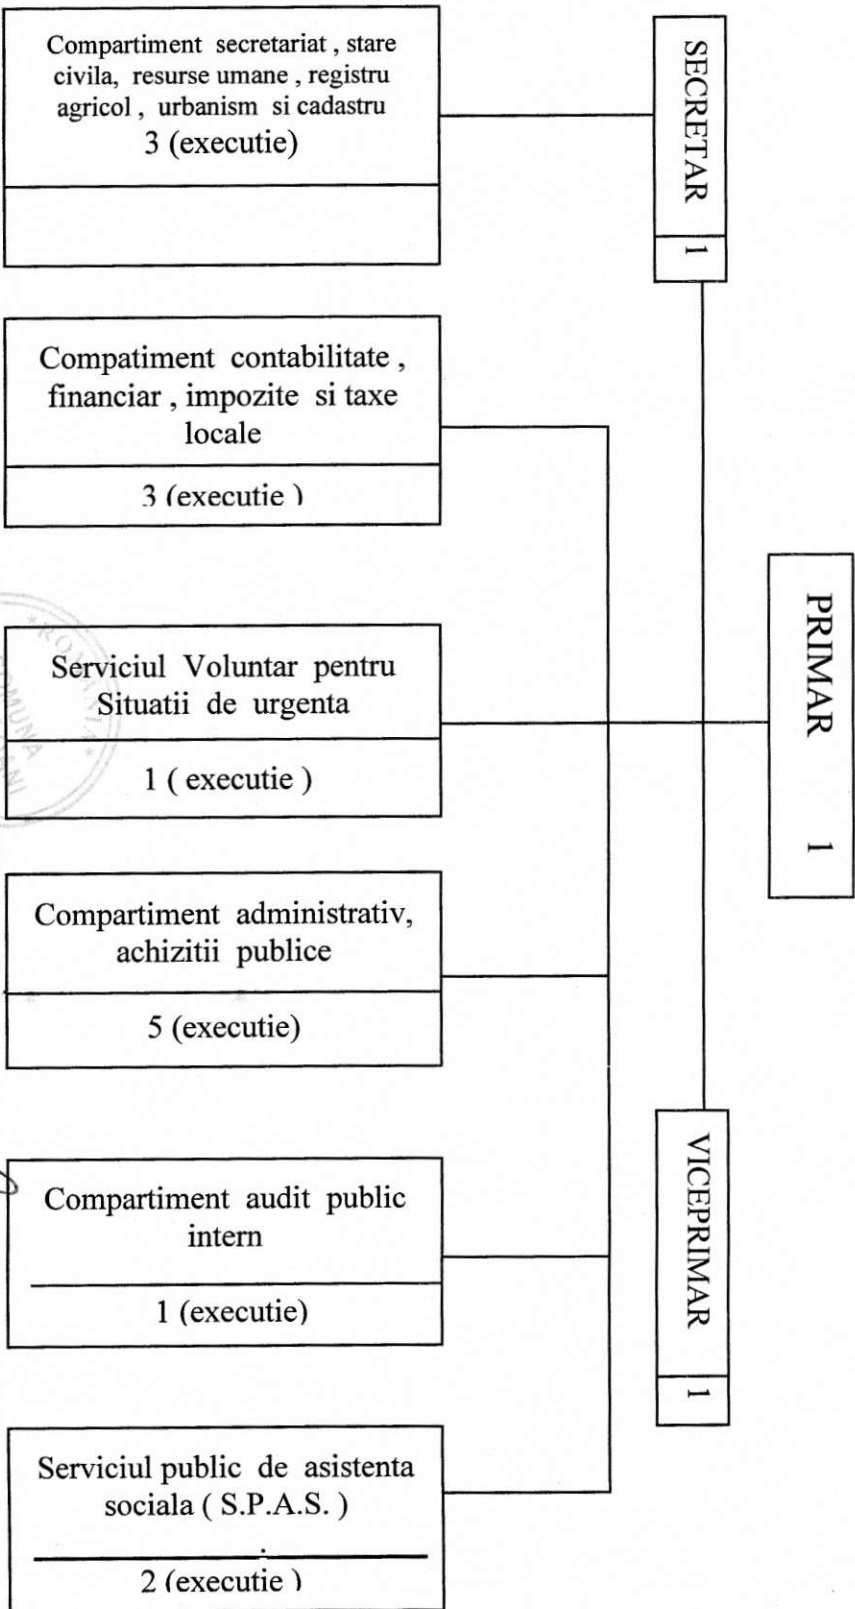 PRIMAR 1
SECRETAR 1
VICEPRIMAR 1
Compartiment secretariat , stare
civila, resurse umane , registru
agricol , urbanism si cadastru
3 (executie)
Compatiment contabilitate ,
financiar , impozite si taxe
locale
3 (executie )
Serviciul Voluntar pentru
Situatii de urgenta
1 ( executie )
Compartiment administrativ,
achizitii publice
5 (executie)
Compartiment audit public
intern
1 (executie)
Serviciul public de asistenta
sociala ( S.P.A.S. )
2 (executie )
*ROMANIA*
COMUNA